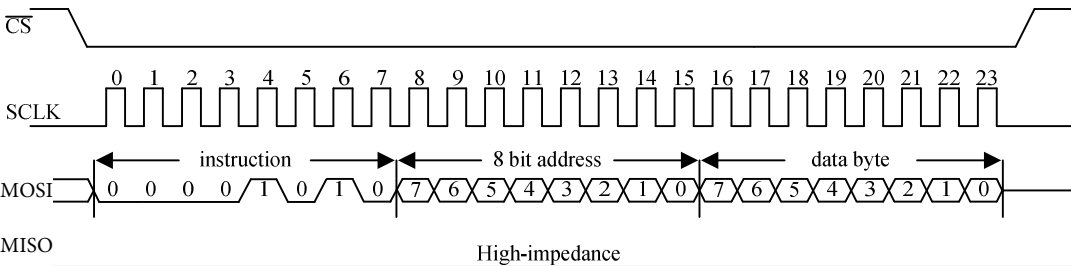 CS
0 1 2 3 4 5 6 7 8 9 10 11 12 13 14 15 16 17 18 19 20 21 22 23
SCLK
instruction 8 bit address data byte
MOSI 0 0 0 0 1 0 1 0 7 6 5 4 3 2 1 0 7 6 5 4 3 2 1 0
MISO High-impedance